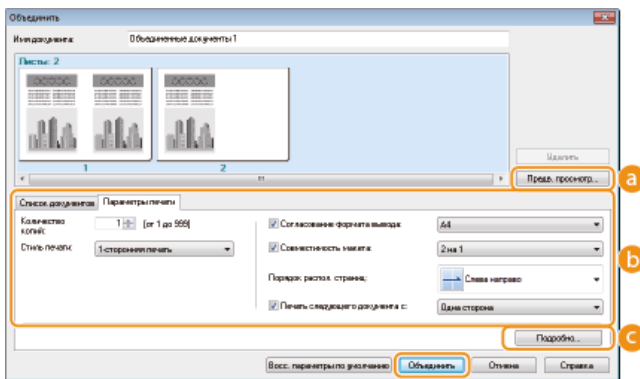 Объединить
Имя документа: Объединенные документы 1
Листы: 2
1 2
Удалить
Предв. просмотр... a
Список документов Параметры печати
Количество копий: 1 [от 1 до 999]
Стиль печати: 1-сторонняя печать
Согласование формата вывода: A4
Совместимость макета: 2 на 1
Порядок распол. страниц: Слева направо
Печать следующего документа с: Одна сторона
b
Подробно... c
Восс. параметры по умолчанию Объединить Отмена Справка